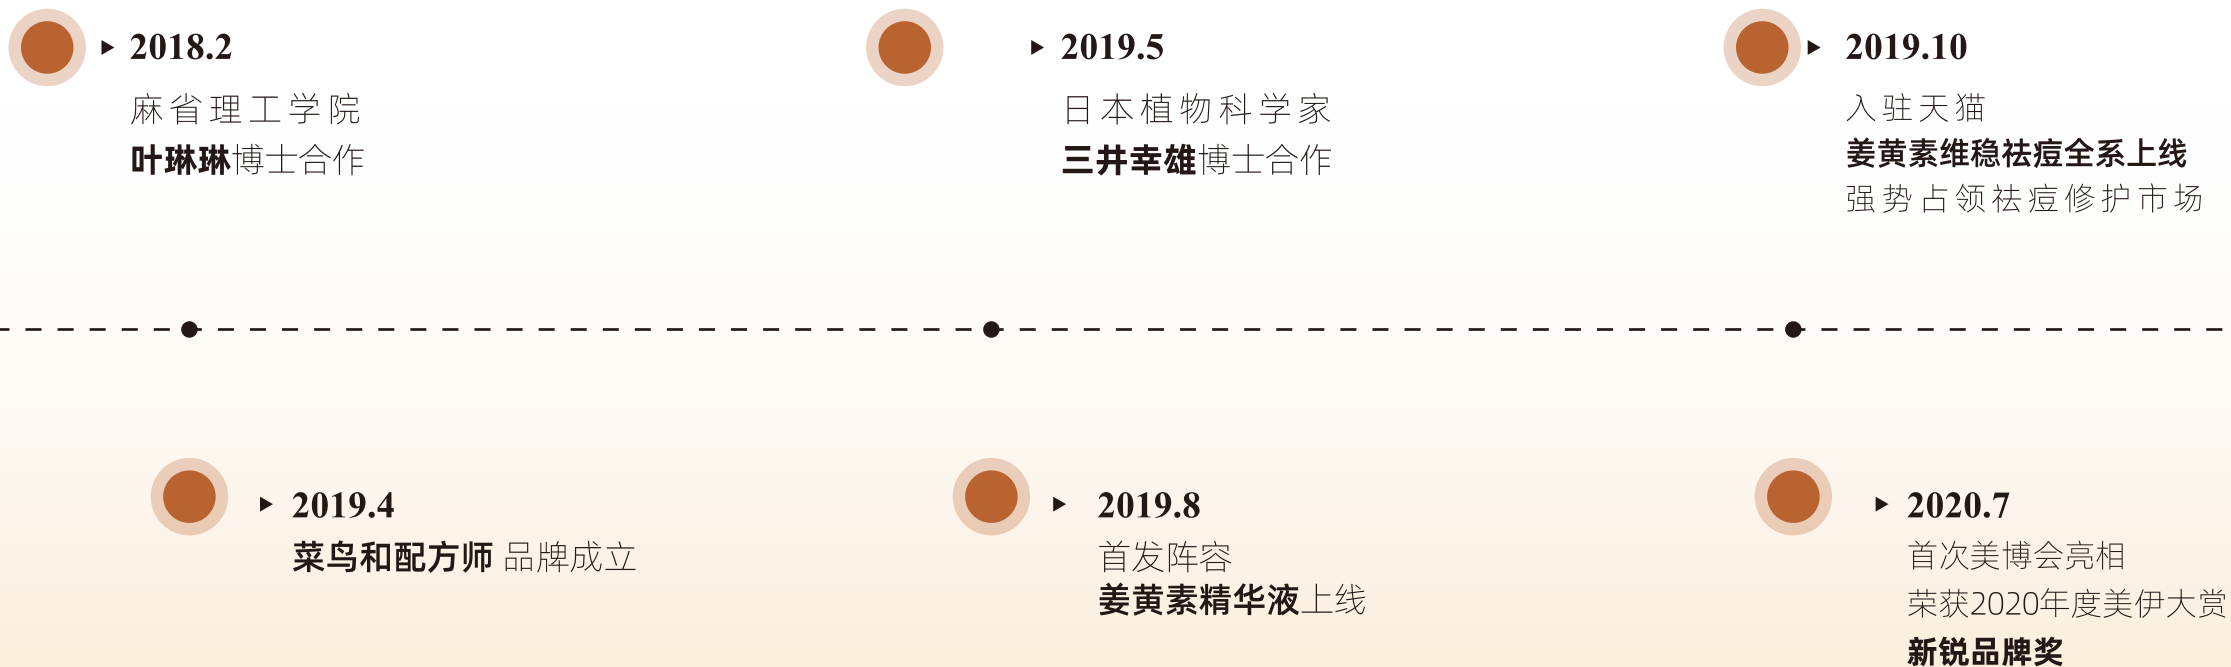 2018.2
麻省理工学院
叶琳琳博士合作
2019.5
日本植物科学家
三井幸雄博士合作
2019.10
入驻天猫
姜黄素维稳祛痘全系上线
强势占领祛痘修护市场
2019.4
菜鸟和配方师 品牌成立
2019.8
首发阵容
姜黄素精华液上线
2020.7
首次美博会亮相
荣获2020年度美伊大赏
新锐品牌奖